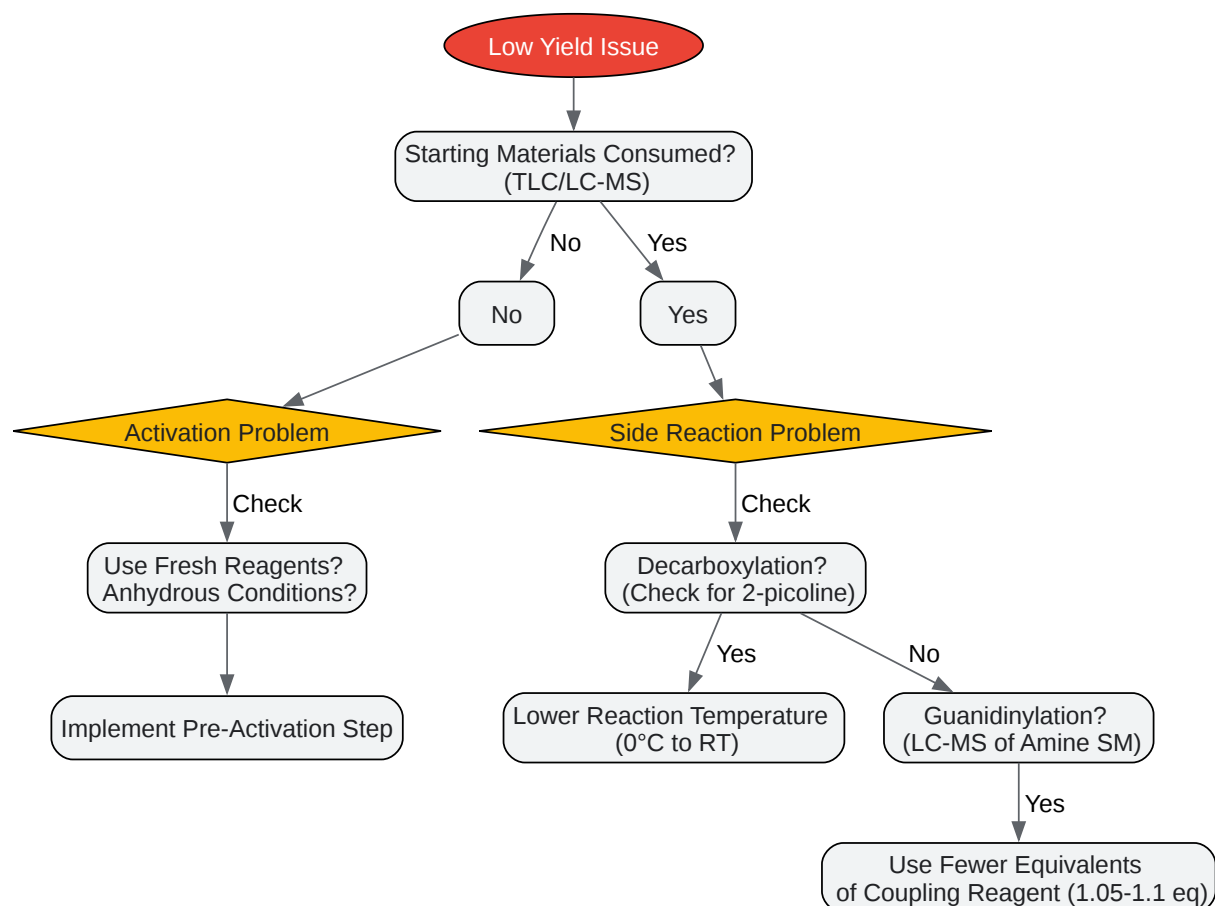 Low Yield Issue
Starting Materials Consumed?
(TLC/LC-MS)
No
Yes
No
Yes
Activation Problem
Side Reaction Problem
Check
Check
Use Fresh Reagents?
Anhydrous Conditions?
Decarboxylation?
(Check for 2-picoline)
Yes
No
Implement Pre-Activation Step
Lower Reaction Temperature
(0°C to RT)
Guanidinylation?
(LC-MS of Amine SM)
Yes
Use Fewer Equivalents
of Coupling Reagent (1.05-1.1 eq)